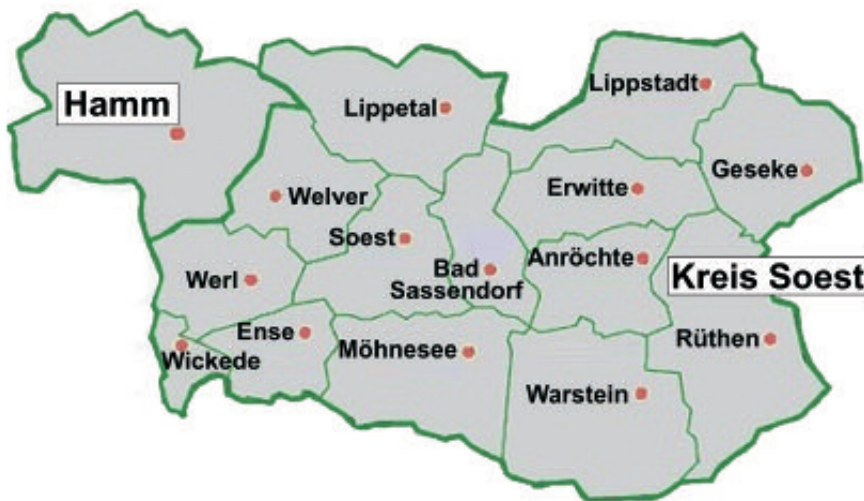 Hamm
Lippetal
Lippstadt
Geseke
Welver
Erwitte
Soest
Anröchte
Werl
Bad
Sassendorf
Kreis Soest
Ense
Wickede
Möhnesee
Rüthen
Warstein